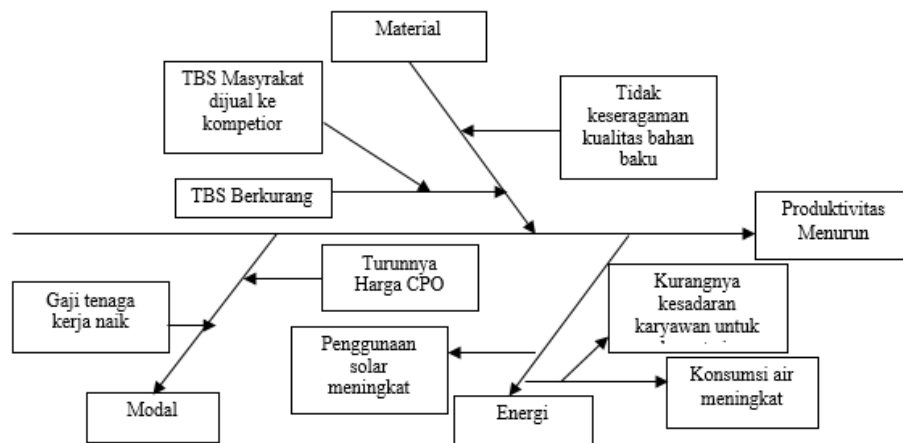 Material
TBS Masyrakat
dijual ke
kompetior
Tidak
keseragaman
kualitas bahan
baku
TBS Berkurang
Produktivitas
Menurun
Turunnya
Harga CPO
Gaji tenaga
kerja naik
Kurangnya
kesadaran
karyawan untuk
Penggunaan
solar
meningkat
Konsumsi air
meningkat
Modal
Energi